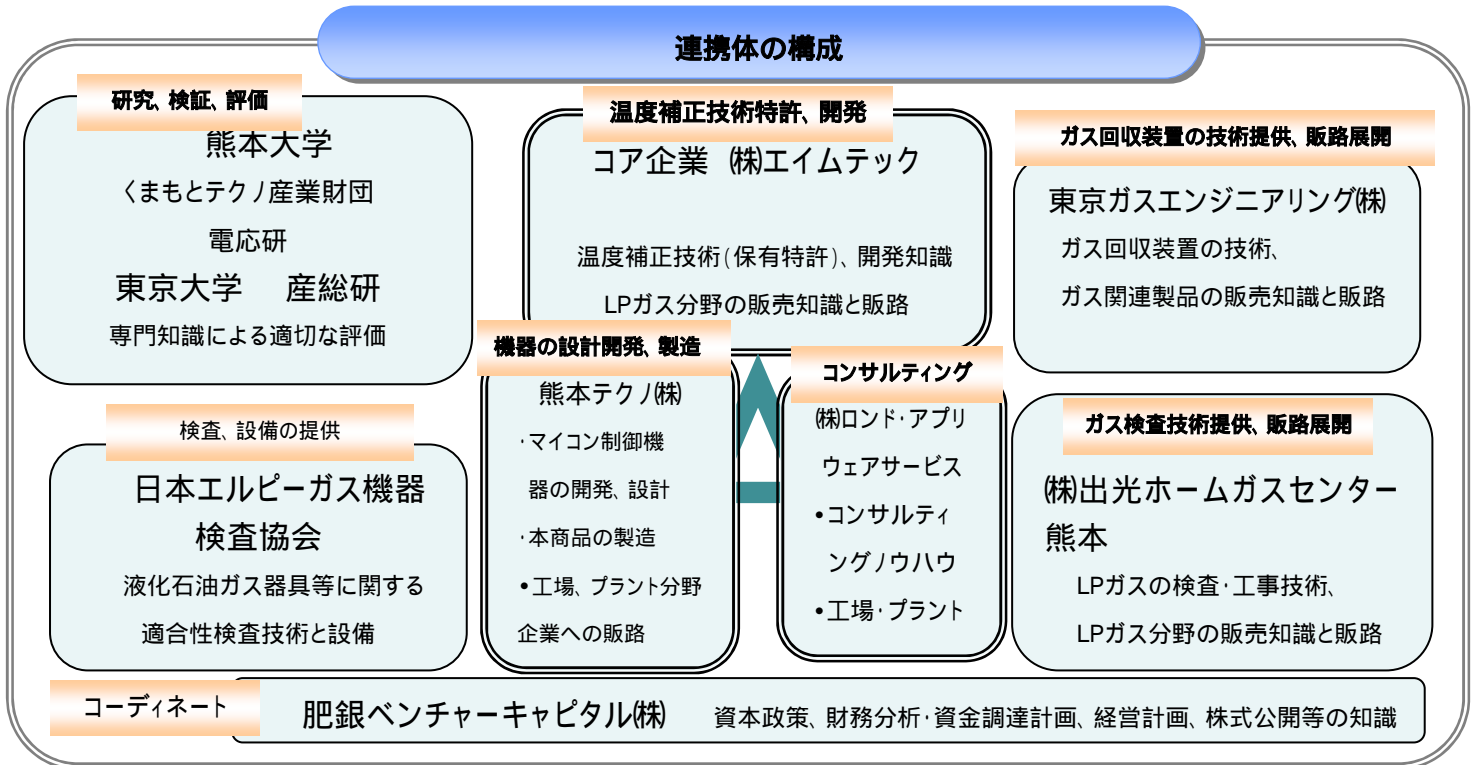 連携体の構成
研究、検証、評価
熊本大学
くまもとテクノ産業財団
電応研
東京大学 産総研
専門知識による適切な評価
温度補正技術特許、開発
コア企業 ㈱エイムテック
温度補正技術(保有特許)、開発知識
LPガス分野の販売知識と販路
ガス回収装置の技術提供、販路展開
東京ガスエンジニアリング㈱
ガス回収装置の技術、
ガス関連製品の販売知識と販路
検査、設備の提供
日本エルピーガス機器
検査協会
液化石油ガス器具等に関する
適合性検査技術と設備
機器の設計開発、製造
熊本テクノ㈱
・マイコン制御機
器の開発、設計
・本商品の製造
•工場、プラント分野
企業への販路
コンサルティング
㈱ロンド・アプリ
ウェアサービス
•コンサルティ
ングノウハウ
•工場・プラント
ガス検査技術提供、販路展開
㈱出光ホームガスセンター
熊本
LPガスの検査・工事技術、
LPガス分野の販売知識と販路
コーディネート
肥銀ベンチャーキャピタル㈱ 資本政策、財務分析・資金調達計画、経営計画、株式公開等の知識